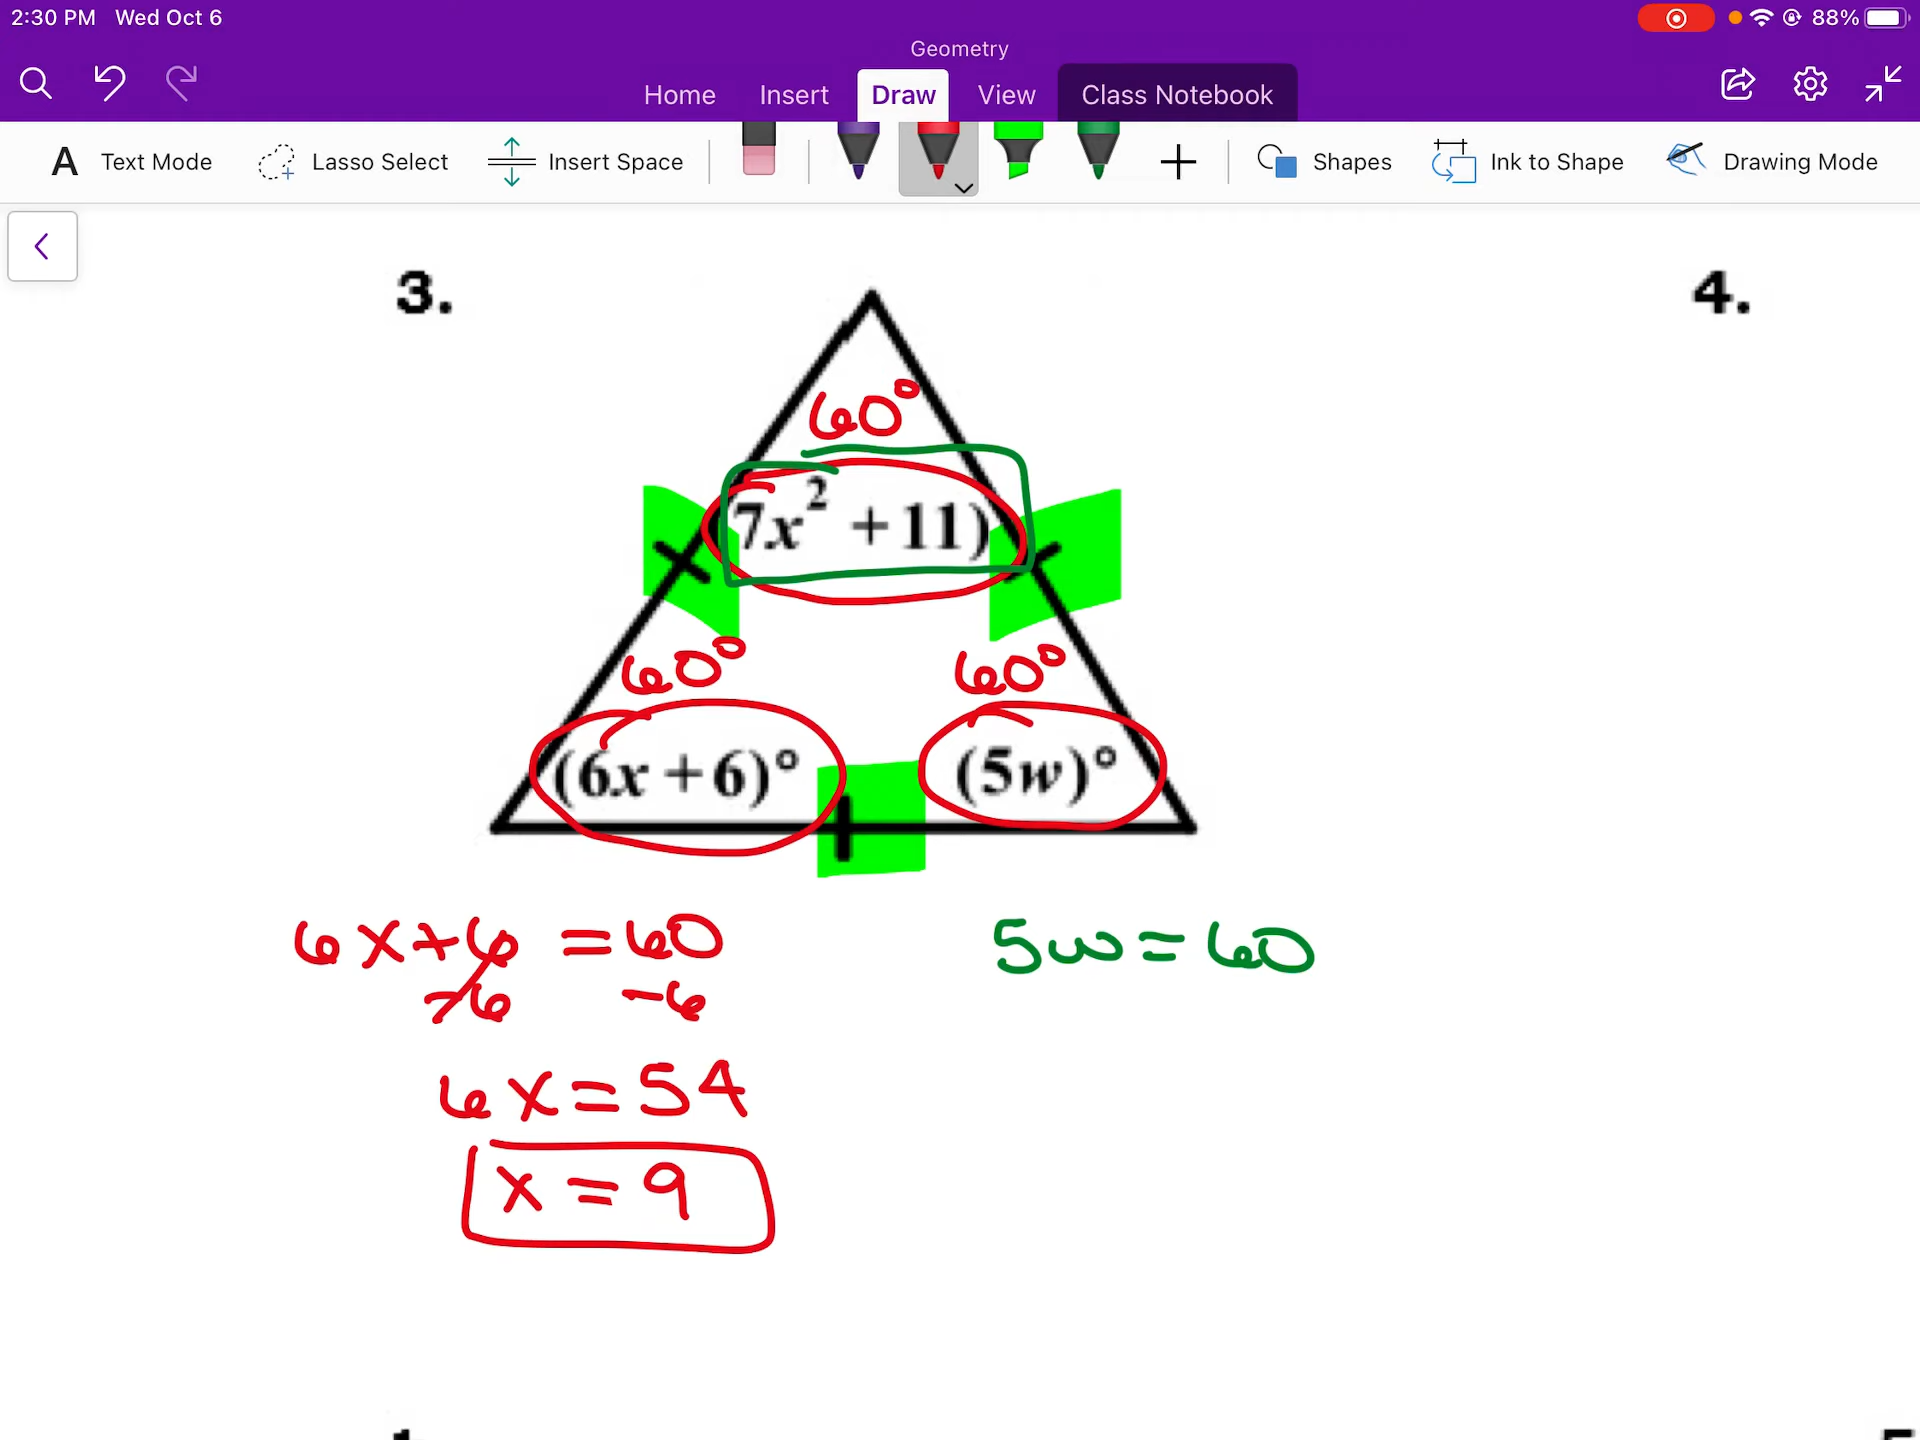 2:30 PM Wed Oct 6
88%
Geometry
Home Insert Draw View Class Notebook
A Text Mode Lasso Select Insert Space Shapes Ink to Shape Drawing Mode
3.
4.
60°
7x² +11)
60° 60°
(6x+6)° (5w)°
6x+6 = 60
-6 -6
5w=60
6x=54
x=9